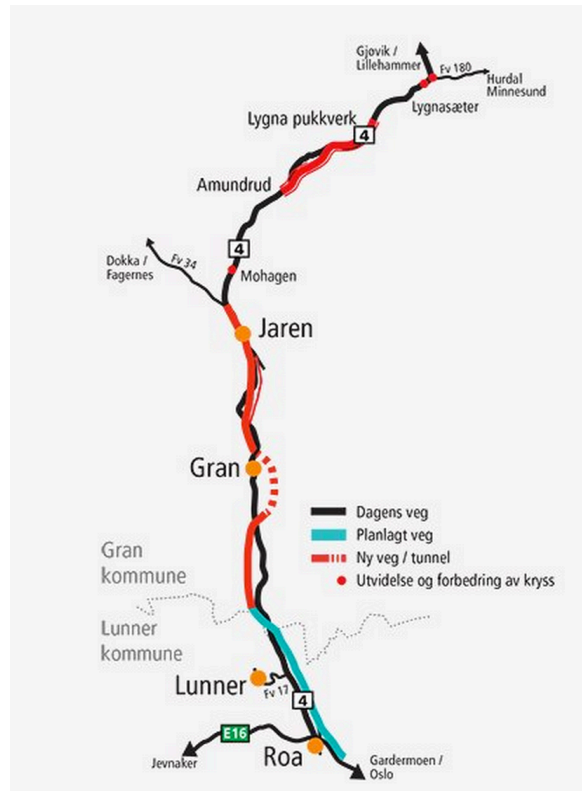 Gjøvik /
Lillehammer
Fv 180
Hurdal
Minnesund
Lygnasæter
Lygna pukkverk
4
Amundrud
4
Dokka /
Fagernes
Fv 34
Mohagen
Jaren
Gran
Dagens veg
Planlagt veg
Ny veg / tunnel
Utvidelse og forbedring av kryss
Gran
kommune
Lunner
kommune
Lunner
Fv 17
4
E16
Roa
Jevnaker
Gardermoen /
Oslo